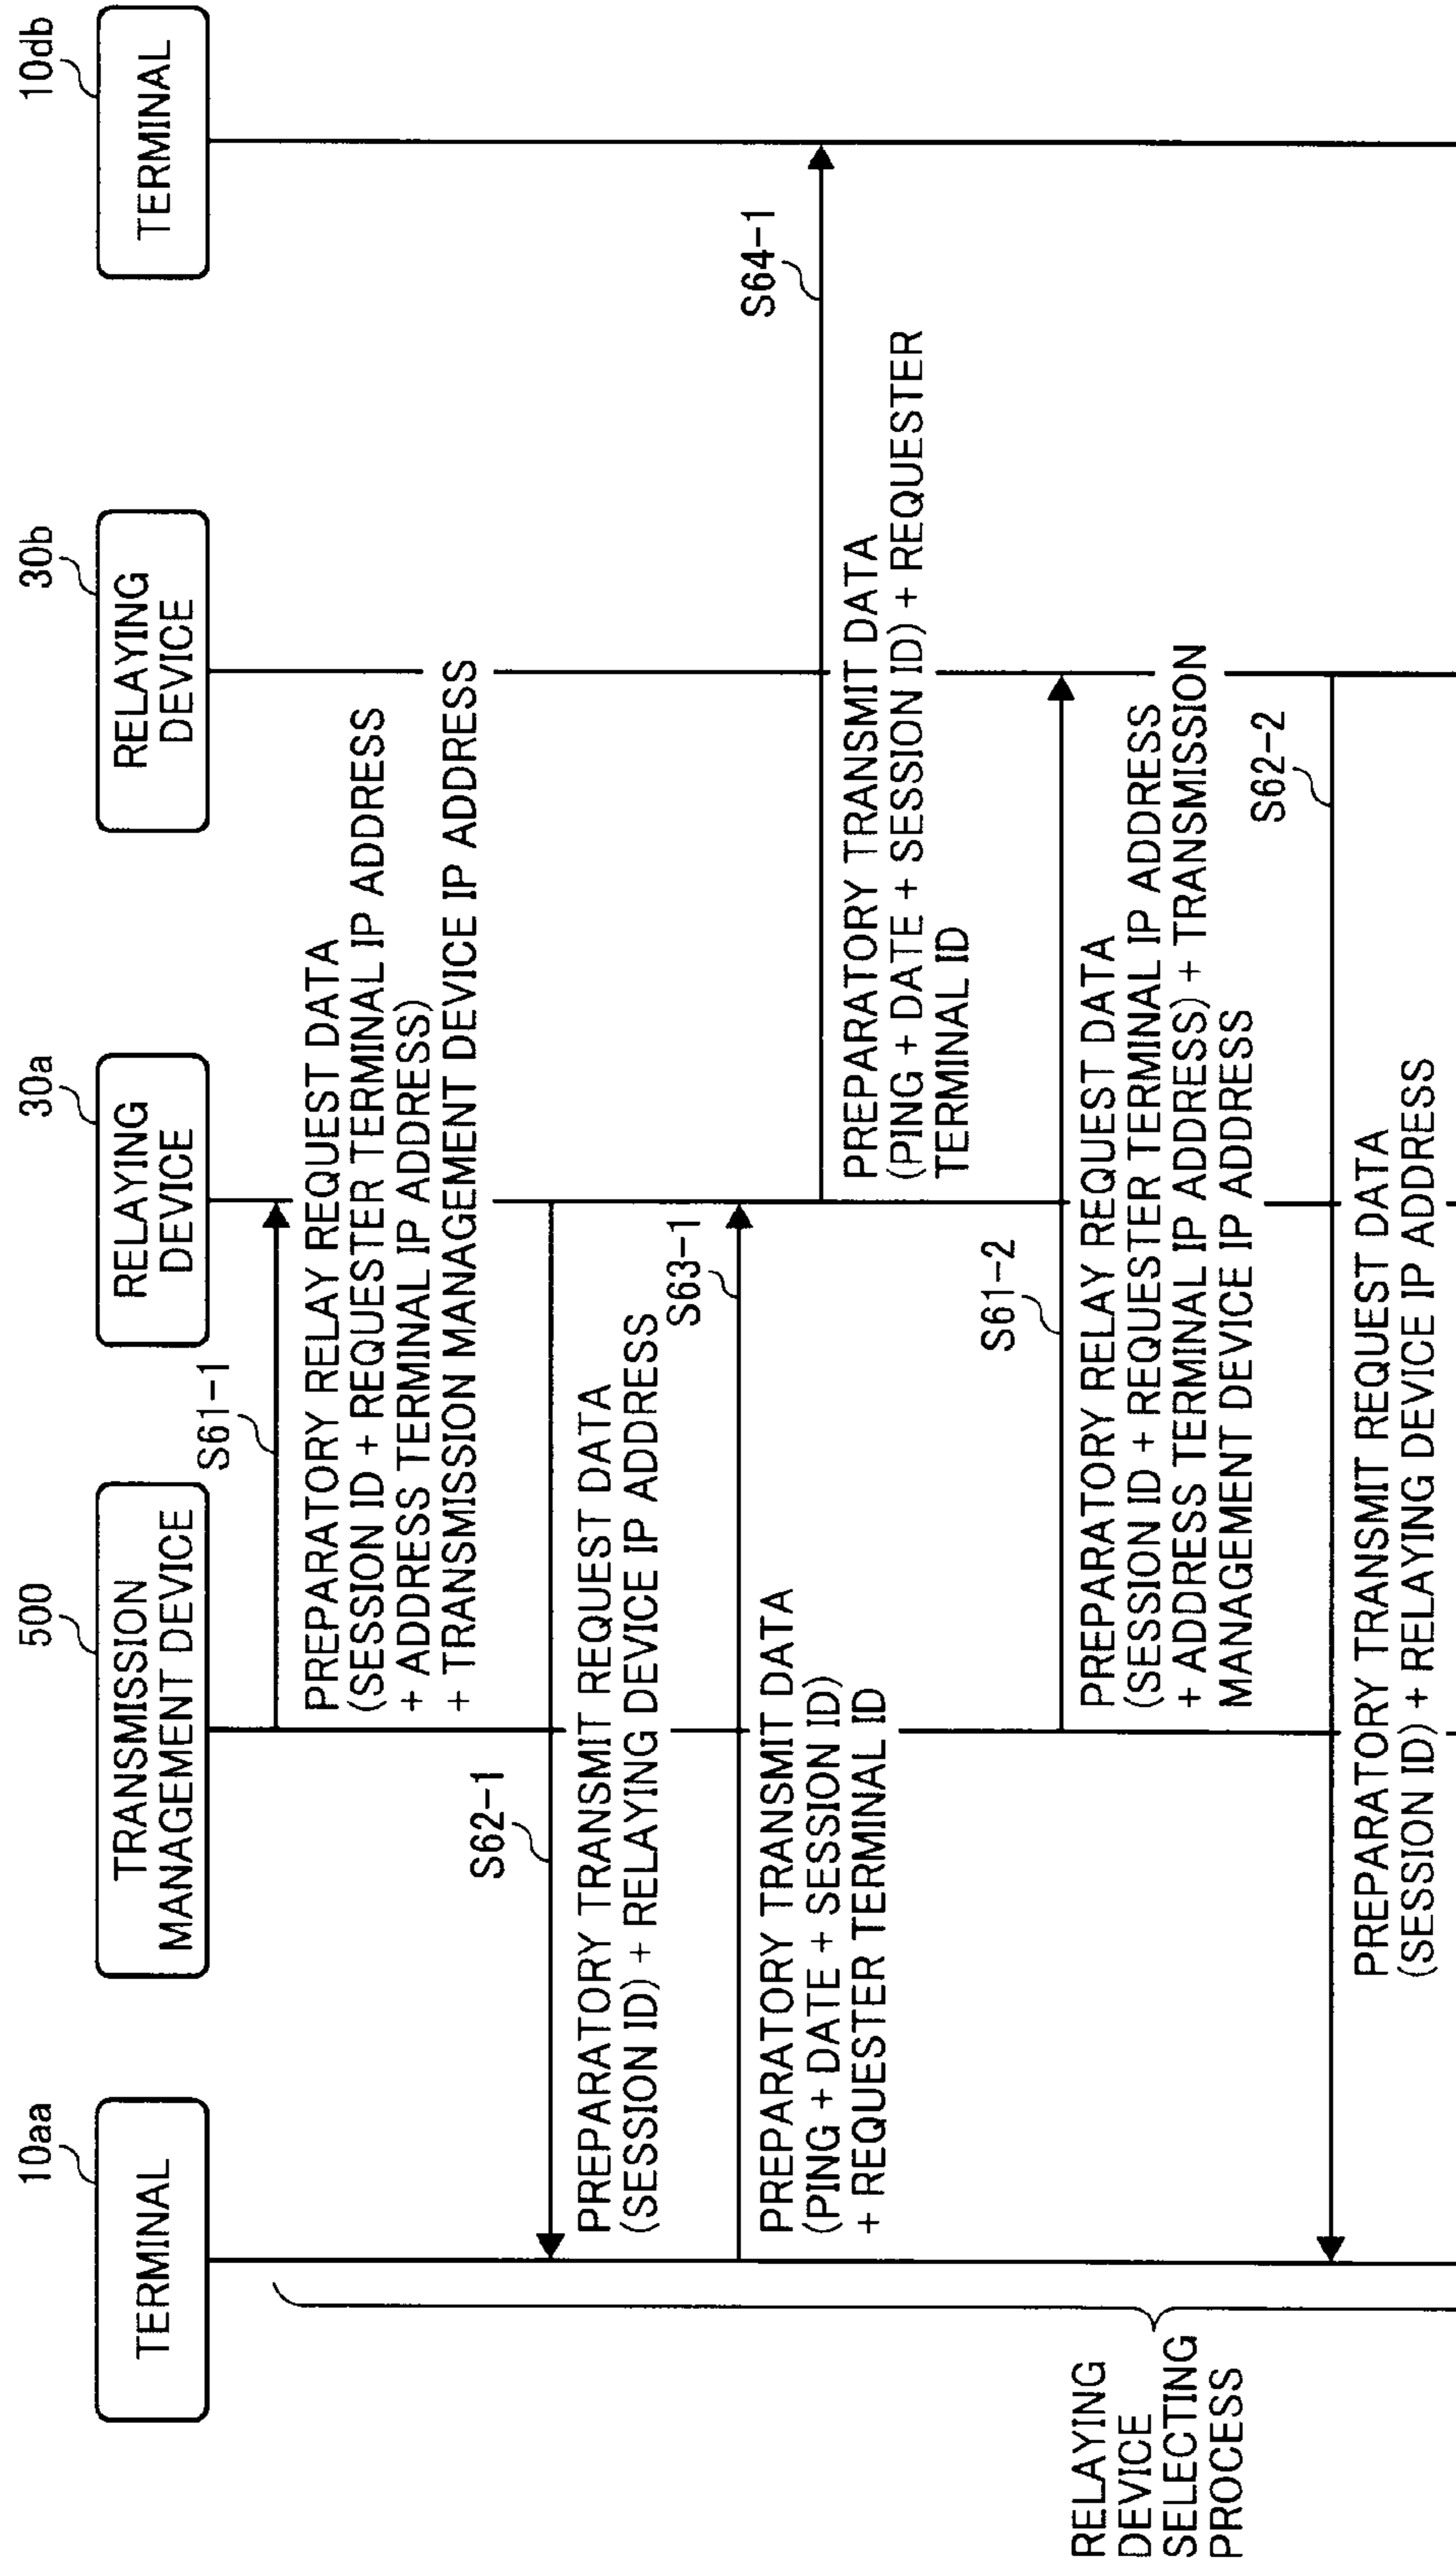 10aa
500
30a
30b
10db
TERMINAL
TRANSMISSION
MANAGEMENT DEVICE
RELAYING
DEVICE
RELAYING
DEVICE
TERMINAL
S61-1
PREPARATORY RELAY REQUEST DATA
(SESSION ID + REQUESTER TERMINAL IP ADDRESS
+ ADDRESS TERMINAL IP ADDRESS)
+ TRANSMISSION MANAGEMENT DEVICE IP ADDRESS
S62-1
PREPARATORY TRANSMIT REQUEST DATA
(SESSION ID) + RELAYING DEVICE IP ADDRESS
S63-1
PREPARATORY TRANSMIT DATA
(PING + DATE + SESSION ID)
+ REQUESTER TERMINAL ID
S64-1
PREPARATORY TRANSMIT DATA
(PING + DATE + SESSION ID) + REQUESTER
TERMINAL ID
S61-2
PREPARATORY RELAY REQUEST DATA
(SESSION ID + REQUESTER TERMINAL IP ADDRESS
+ ADDRESS TERMINAL IP ADDRESS) + TRANSMISSION
MANAGEMENT DEVICE IP ADDRESS
S62-2
PREPARATORY TRANSMIT REQUEST DATA
(SESSION ID) + RELAYING DEVICE IP ADDRESS
RELAYING
DEVICE
SELECTING
PROCESS